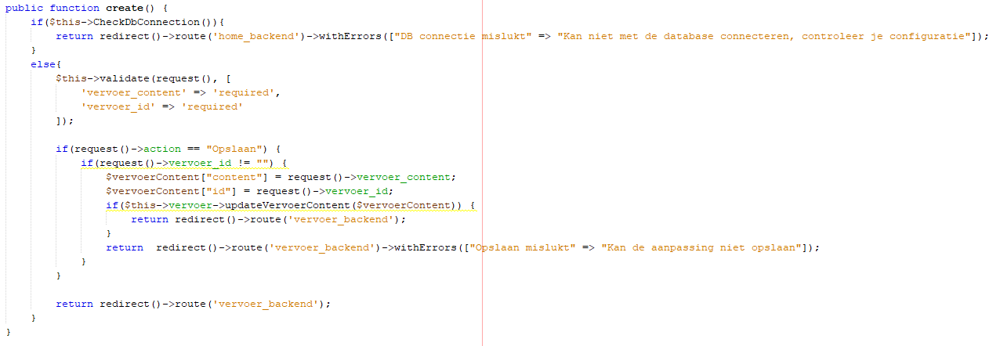 public function create() {
    if($this->CheckDbConnection()){
        return redirect()->route('home_backend')->withErrors(["DB connectie mislukt" => "Kan niet met de database connecteren, controleer je configuratie"]);
    }
    else{
        $this->validate(request(), [
            'vervoer_content' => 'required',
            'vervoer_id' => 'required'
        ]);

        if(request()->action == "Opslaan") {
            if(request()->vervoer_id != "") {
                $vervoerContent["content"] = request()->vervoer_content;
                $vervoerContent["id"] = request()->vervoer_id;
                if($this->vervoer->updateVervoerContent($vervoerContent)) {
                    return redirect()->route('vervoer_backend');
                }
                return  redirect()->route('vervoer_backend')->withErrors(["Opslaan mislukt" => "Kan de aanpassing niet opslaan"]);
            }
        }

        return redirect()->route('vervoer_backend');
    }
}